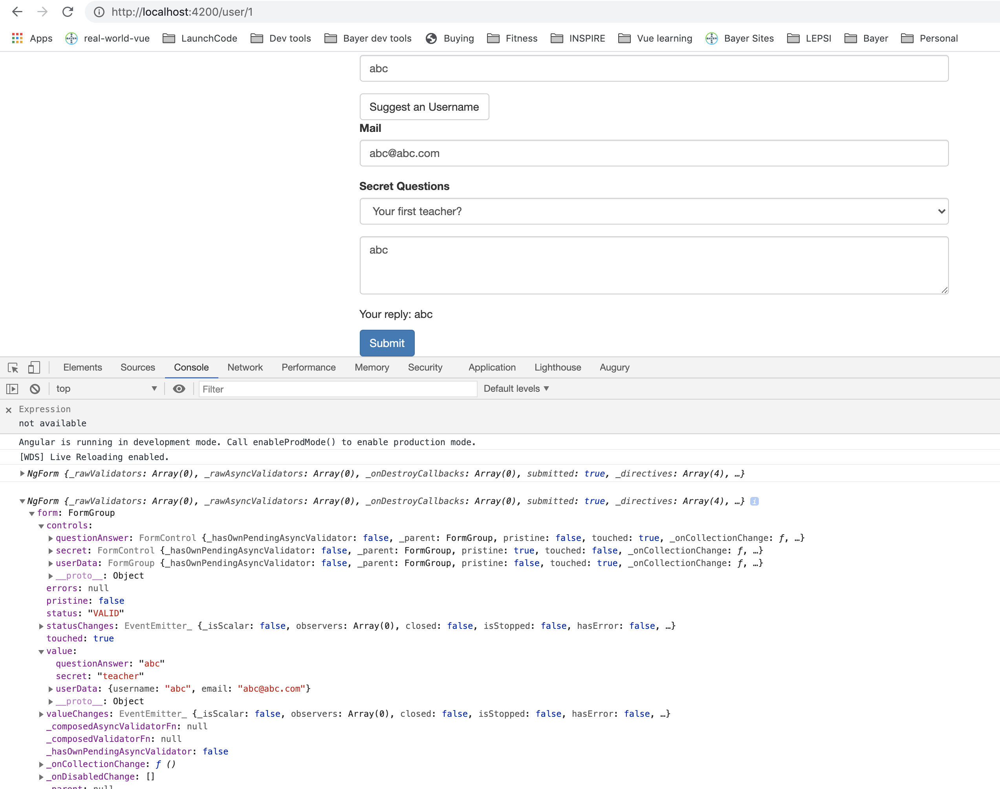 http://localhost:4200/user/1
Apps real-world-vue LaunchCode Dev tools Bayer dev tools Buying Fitness INSPIRE Vue learning Bayer Sites LEPSI Bayer Personal
abc
Suggest an Username
Mail
abc@abc.com
Secret Questions
Your first teacher?
abc
Your reply: abc
Submit
Elements Sources Console Network Performance Memory Security Application Lighthouse Augury
top Filter Default levels
Expression
not available
Angular is running in development mode. Call enableProdMode() to enable production mode.
[WDS] Live Reloading enabled.
NgForm {_rawValidators: Array(0), _rawAsyncValidators: Array(0), _onDestroyCallbacks: Array(0), submitted: true, _directives: Array(4), …}
NgForm {_rawValidators: Array(0), _rawAsyncValidators: Array(0), _onDestroyCallbacks: Array(0), submitted: true, _directives: Array(4), …} i
form: FormGroup
controls:
questionAnswer: FormControl {_hasOwnPendingAsyncValidator: false, _parent: FormGroup, pristine: false, touched: true, _onCollectionChange: ƒ, …}
secret: FormControl {_hasOwnPendingAsyncValidator: false, _parent: FormGroup, pristine: true, touched: false, _onCollectionChange: ƒ, …}
userData: FormGroup {_hasOwnPendingAsyncValidator: false, _parent: FormGroup, pristine: false, touched: true, _onCollectionChange: ƒ, …}
__proto__: Object
errors: null
pristine: false
status: "VALID"
statusChanges: EventEmitter_ {_isScalar: false, observers: Array(0), closed: false, isStopped: false, hasError: false, …}
touched: true
value:
questionAnswer: "abc"
secret: "teacher"
userData: {username: "abc", email: "abc@abc.com"}
__proto__: Object
valueChanges: EventEmitter_ {_isScalar: false, observers: Array(0), closed: false, isStopped: false, hasError: false, …}
_composedAsyncValidatorFn: null
_composedValidatorFn: null
_hasOwnPendingAsyncValidator: false
_onCollectionChange: ƒ ()
_onDisabledChange: []
_parent: null